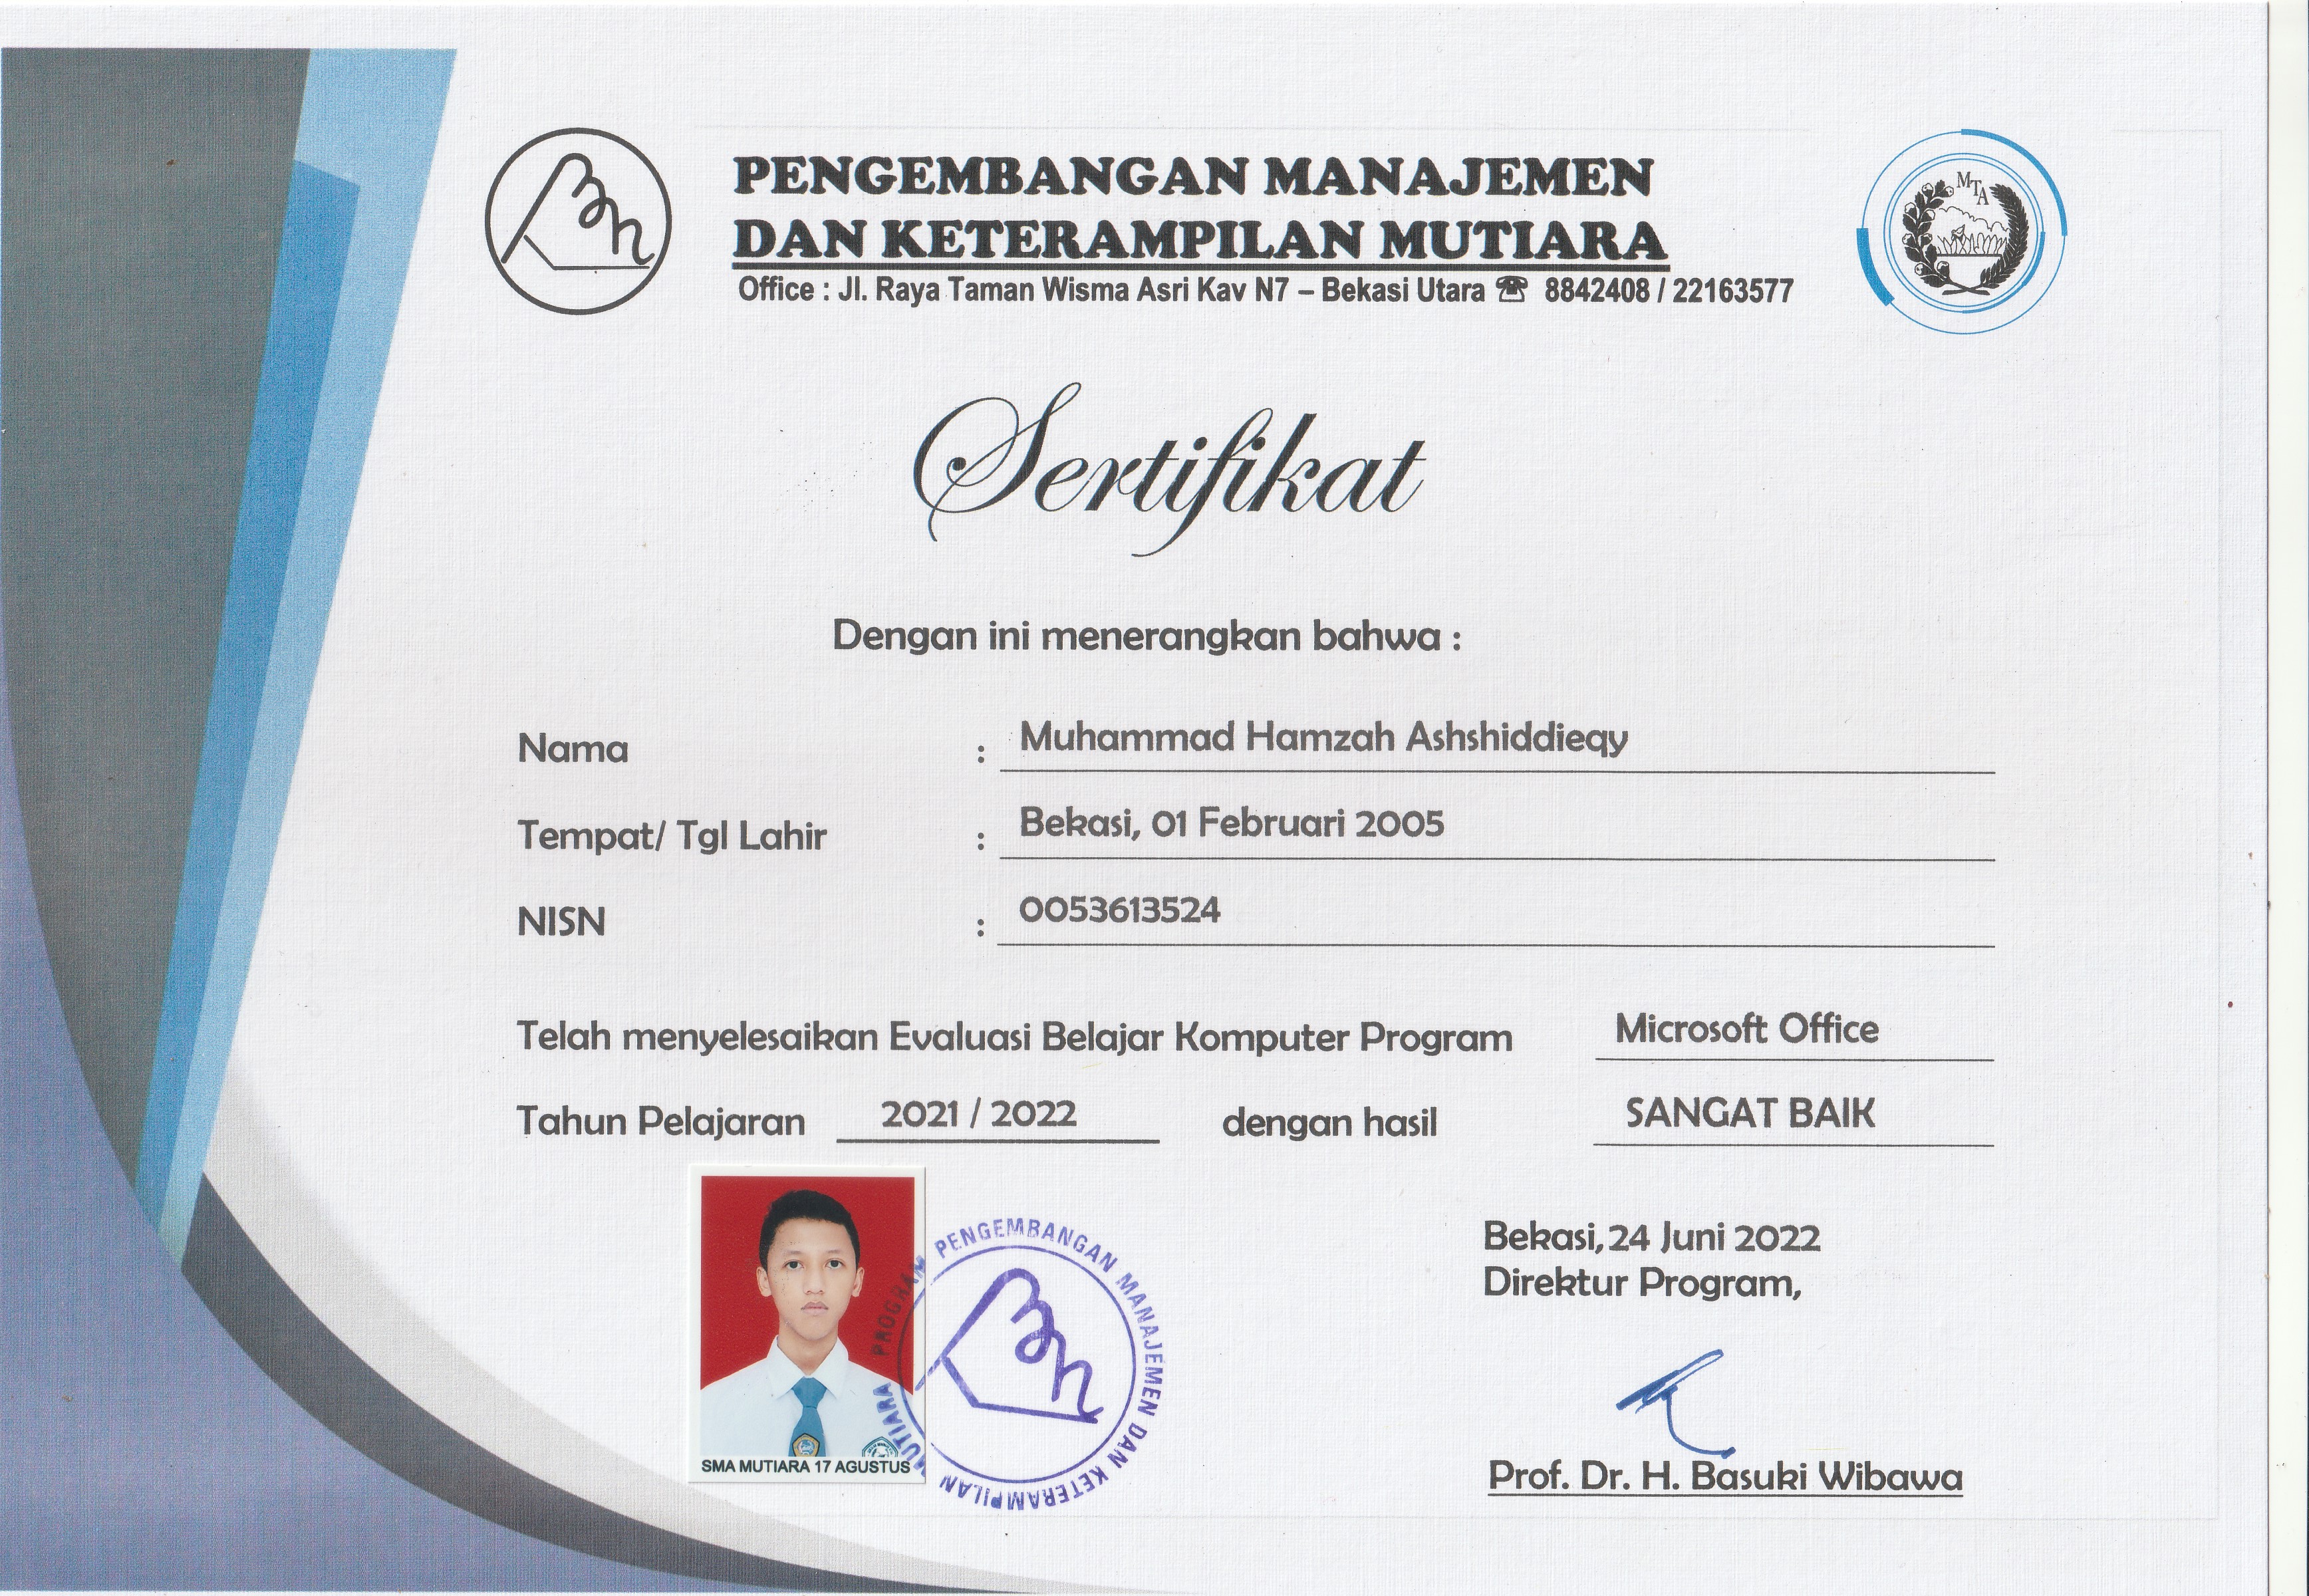 PENGEMBANGAN MANAJEMEN
DAN KETERAMPILAN MUTIARA
Office : Jl. Raya Taman Wisma Asri Kav N7 – Bekasi Utara ☎ 8842408 / 22163577
MTA
Sertifikat
Dengan ini menerangkan bahwa :
Nama : Muhammad Hamzah Ashshiddieqy
Tempat/ Tgl Lahir : Bekasi, 01 Februari 2005
NISN : 0053613524
Telah menyelesaikan Evaluasi Belajar Komputer Program Microsoft Office
Tahun Pelajaran 2021 / 2022 dengan hasil SANGAT BAIK
SMA MUTIARA 17 AGUSTUS
PROGRAM PENGEMBANGAN MANAJEMEN DAN KETERAMPILAN MUTIARA
Bekasi, 24 Juni 2022
Direktur Program,
Prof. Dr. H. Basuki Wibawa